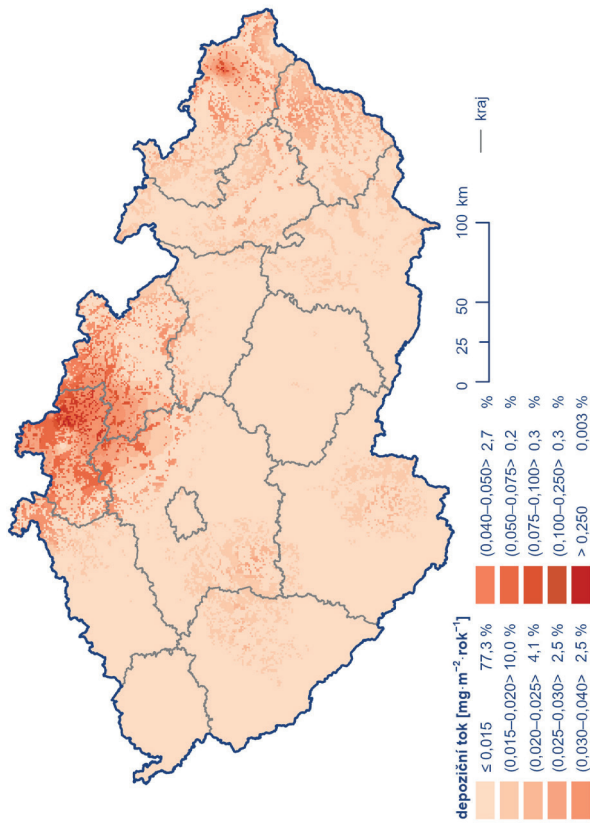 depoziční tok [mg·m⁻²·rok⁻¹]
≤ 0,015 77,3 %
(0,015–0,020> 10,0 %
(0,020–0,025> 4,1 %
(0,025–0,030> 2,5 %
(0,030–0,040> 2,5 %
(0,040–0,050> 2,7 %
(0,050–0,075> 0,2 %
(0,075–0,100> 0,3 %
(0,100–0,250> 0,3 %
> 0,250 0,003 %
0 25 50 100 km
kraj